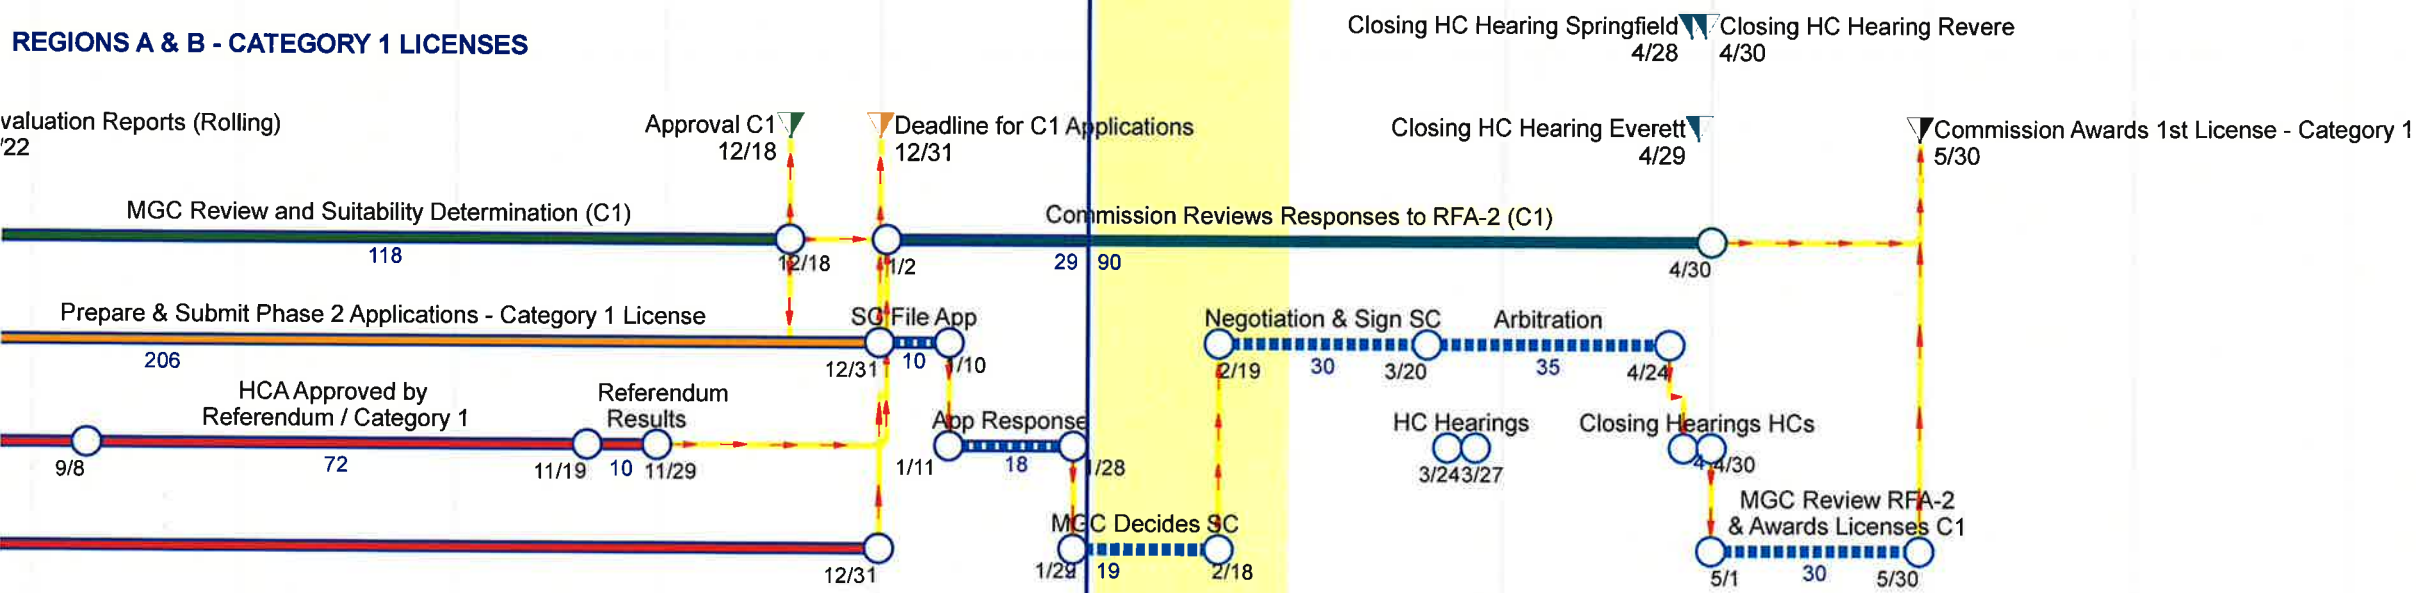 Closing HC Hearing Springfield
4/28
Closing HC Hearing Revere
4/30
REGIONS A & B - CATEGORY 1 LICENSES
valuation Reports (Rolling)
'22
Approval C1
12/18
Deadline for C1 Applications
12/31
Closing HC Hearing Everett
4/29
Commission Awards 1st License - Category 1
5/30
MGC Review and Suitability Determination (C1)
118
12/18
Commission Reviews Responses to RFA-2 (C1)
1/2
29 90
4/30
Prepare & Submit Phase 2 Applications - Category 1 License
206
12/31
SC File App
10
1/10
Negotiation & Sign SC
2/19
30
3/20
Arbitration
35
4/24
HCA Approved by
Referendum / Category 1
9/8
72
11/19
Referendum
Results
10
11/29
App Response
1/11
18
1/28
HC Hearings
3/24 3/27
Closing Hearings HCs
4 4/30
12/31
MGC Decides SC
1/29
19
2/18
MGC Review RFA-2
& Awards Licenses C1
5/1
30
5/30